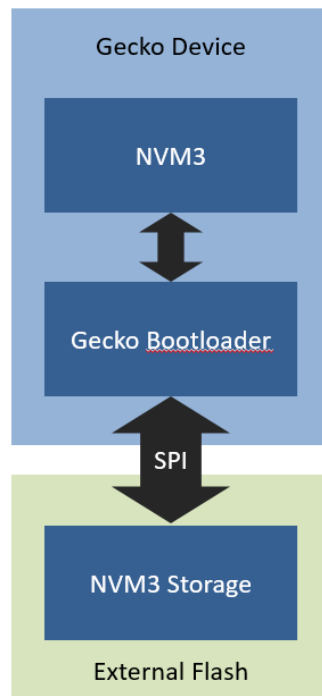 Gecko Device
NVM3
Gecko Bootloader
SPI
NVM3 Storage
External Flash